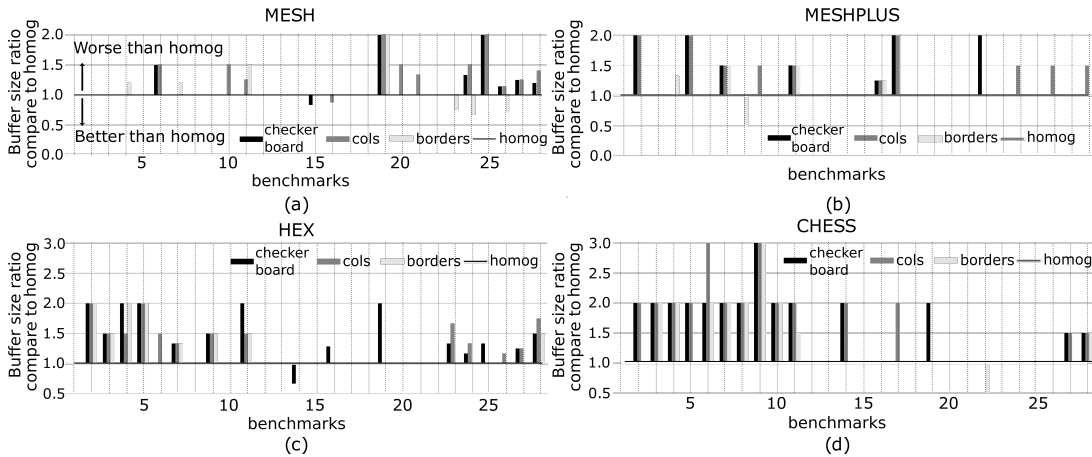 MESH
Buffer size ratio
compare to homog
2.0
1.5
1.0
0.5
0.0
Worse than homog
Better than homog
checker
board
cols
borders
homog
5 10 15 20 25
benchmarks
(a)
MESHPLUS
Buffer size ratio
compare to homog
2.0
1.5
1.0
0.5
0.0
checker
board
cols
borders
homog
benchmarks
(b)
HEX
Buffer size ratio
compare to homog
3.0
2.5
2.0
1.5
1.0
0.5
checker
board
cols
borders
homog
5 10 15 20 25
benchmarks
(c)
CHESS
Buffer size ratio
compare to homog
3.0
2.5
2.0
1.5
1.0
0.5
checker
board
cols
borders
homog
5 10 15 20 25
benchmarks
(d)